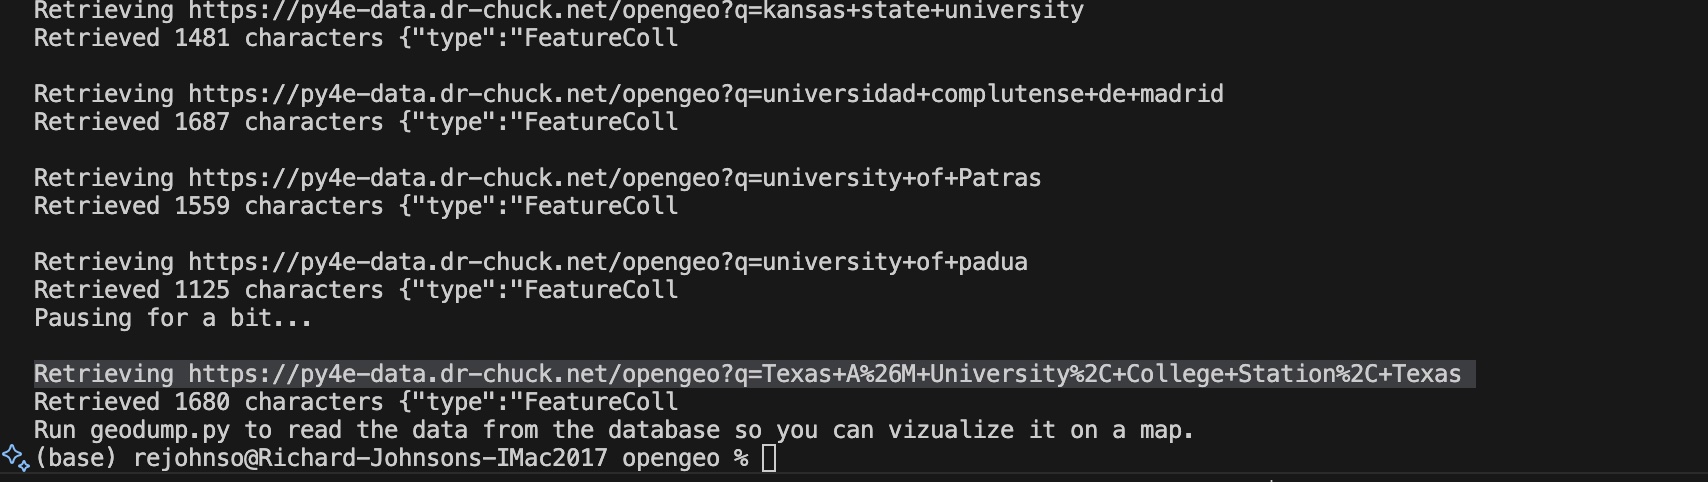 Retrieving https://py4e-data.dr-chuck.net/opengeo?q=kansas+state+university
Retrieved 1481 characters {"type":"FeatureColl
Retrieving https://py4e-data.dr-chuck.net/opengeo?q=universidad+complutense+de+madrid
Retrieved 1687 characters {"type":"FeatureColl
Retrieving https://py4e-data.dr-chuck.net/opengeo?q=university+of+Patras
Retrieved 1559 characters {"type":"FeatureColl
Retrieving https://py4e-data.dr-chuck.net/opengeo?q=university+of+padua
Retrieved 1125 characters {"type":"FeatureColl
Pausing for a bit...
Retrieving https://py4e-data.dr-chuck.net/opengeo?q=Texas+A%26M+University%2C+College+Station%2C+Texas
Retrieved 1680 characters {"type":"FeatureColl
Run geodump.py to read the data from the database so you can vizualize it on a map.
(base) rejohnso@Richard-Johnsons-IMac2017 opengeo %